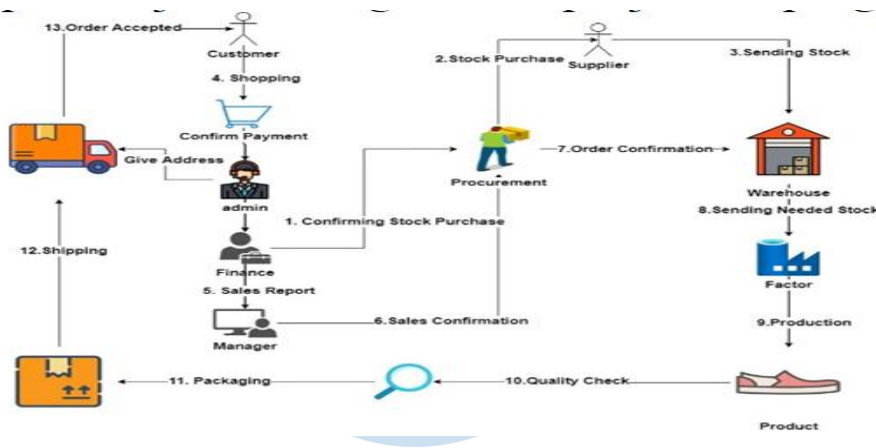 13.Order Accepted
Customer
2.Stock Purchase
Supplier
3.Sending Stock
4. Shopping
Confirm Payment
Give Address
7.Order Confirmation
Procurement
Warehouse
admin
8.Sending Needed Stock
1. Confirming Stock Purchase
12.Shipping
Finance
Factor
5. Sales Report
6.Sales Confirmation
9.Production
Manager
11. Packaging
10.Quality Check
Product